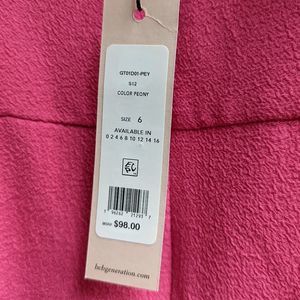 GT01D01-PEY
S12
COLOR PEONY
SIZE 6
AVAILABLE IN
0 2 4 6 8 10 12 14 16
MSRP $98.00
bcbgeneration.com